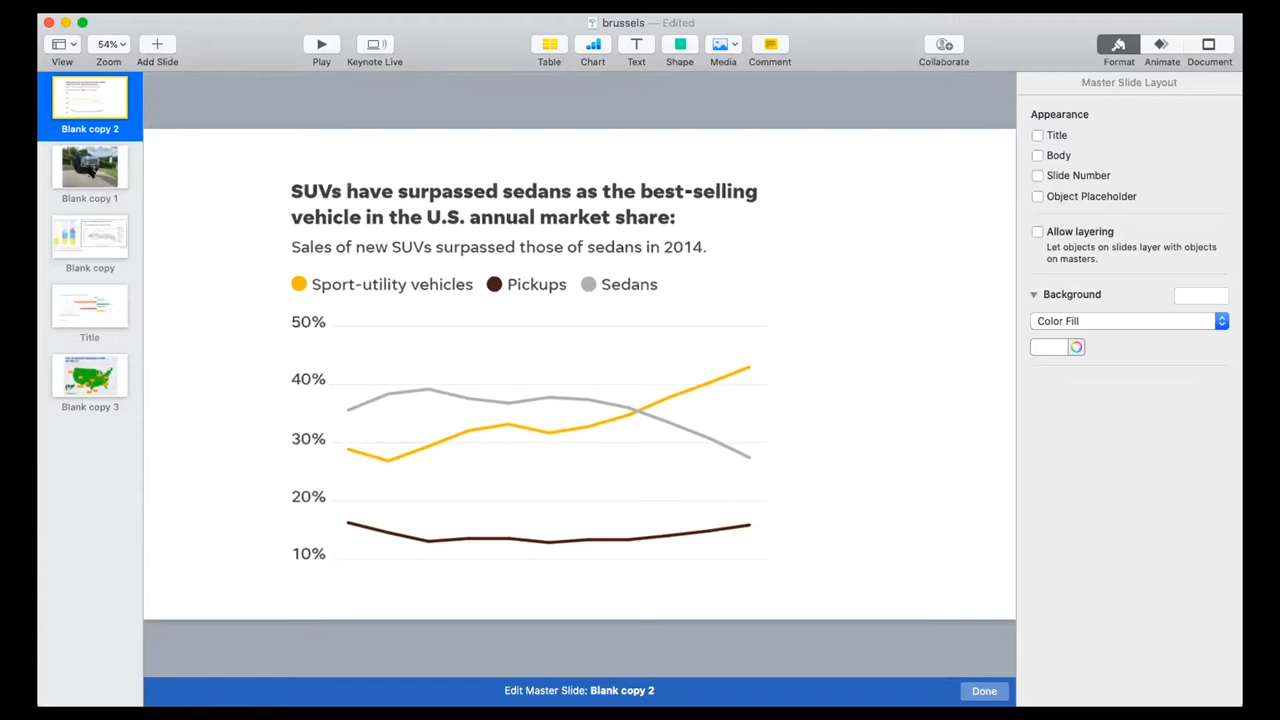 brussels — Edited
54%
View
Zoom
Add Slide
Play
Keynote Live
Table
Chart
Text
Shape
Media
Comment
Collaborate
Format
Animate
Document
Blank copy 2
Blank copy 1
Blank copy
Title
Blank copy 3
SUVs have surpassed sedans as the best-selling
vehicle in the U.S. annual market share:
Sales of new SUVs surpassed those of sedans in 2014.
Sport-utility vehicles Pickups Sedans
50%
40%
30%
20%
10%
Edit Master Slide: Blank copy 2
Done
Master Slide Layout
Appearance
Title
Body
Slide Number
Object Placeholder
Allow layering
Let objects on slides layer with objects
on masters.
Background
Color Fill